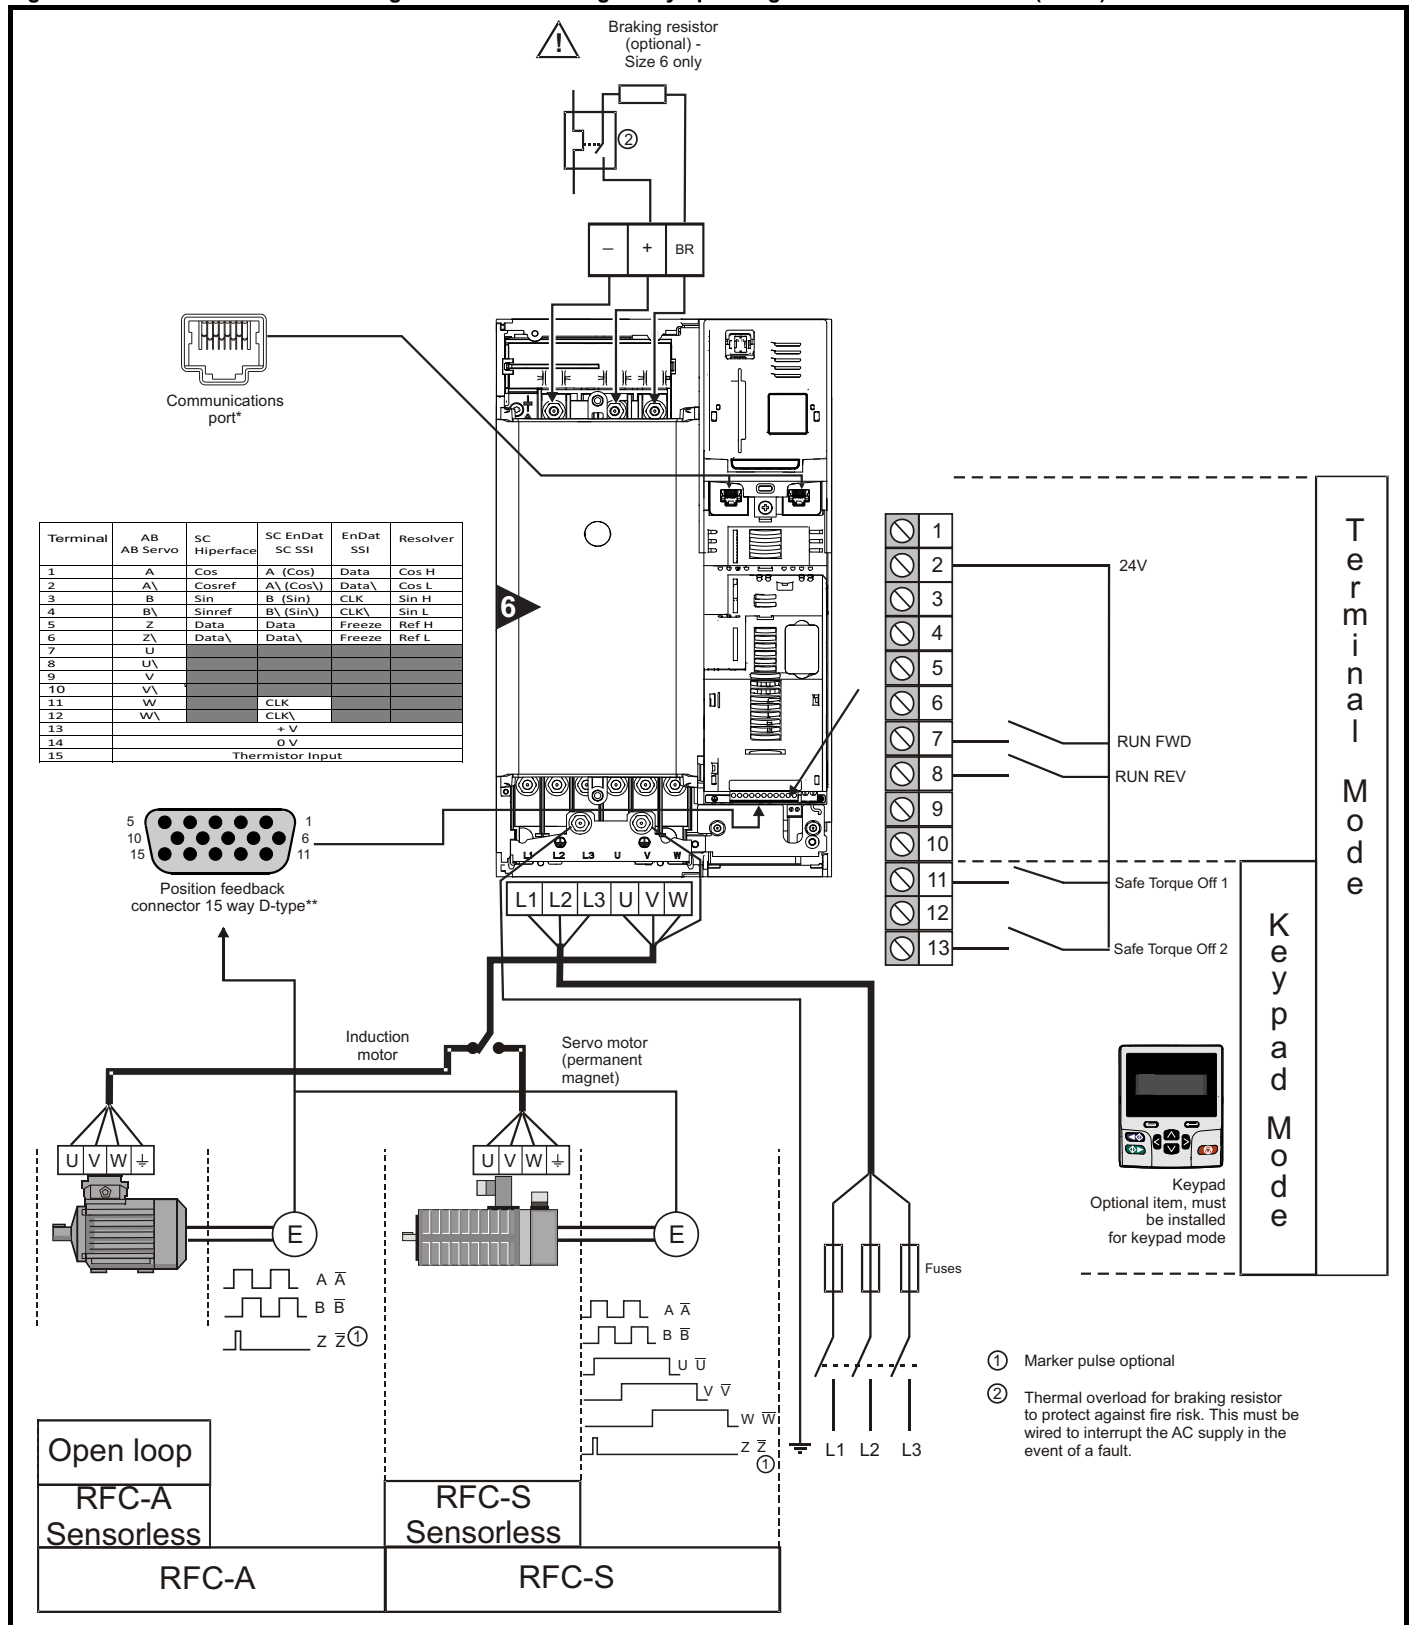 Braking resistor
(optional) -
Size 6 only
2
– + BR
Communications
port*
Terminal AB AB Servo SC Hiperface SC EnDat SC SSI EnDat SSI Resolver
1 A Cos A (Cos) Data Cos H
2 A\ Cosref A\ (Cos\) Data\ Cos L
3 B Sin B (Sin) CLK Sin H
4 B\ Sinref B\ (Sin\) CLK\ Sin L
5 Z Data Data Freeze Ref H
6 Z\ Data\ Data\ Freeze Ref L
7 U
8 U\
9 V
10 V\
11 W CLK
12 W\ CLK\
13 + V
14 0 V
15 Thermistor Input
6
5 1
10 6
15 11
Position feedback
connector 15 way D-type**
L1 L2 L3 U V W
L1 L2 L3 U V W
1
2 24V
3
4
5
6
7 RUN FWD
8 RUN REV
9
10
11 Safe Torque Off 1
12
13 Safe Torque Off 2
Terminal Mode
Keypad Mode
Keypad
Optional item, must
be installed
for keypad mode
Induction
motor
Servo motor
(permanent
magnet)
U V W
E
A A̅
B B̅
Z Z̅ 1
U V W
E
A A̅
B B̅
U U̅
V V̅
W W̅
Z Z̅
1
Fuses
L1 L2 L3
1 Marker pulse optional
2 Thermal overload for braking resistor
to protect against fire risk. This must be
wired to interrupt the AC supply in the
event of a fault.
Open loop
RFC-A
Sensorless
RFC-A
RFC-S
Sensorless
RFC-S